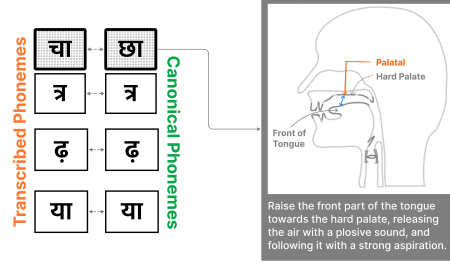 Transcribed Phonemes
चा छा
त्र त्र
ढ़ ढ़
या या
Canonical Phonemes
Palatal
Hard Palate
Front of
Tongue
Raise the front part of the tongue
towards the hard palate, releasing
the air with a plosive sound, and
following it with a strong aspiration.